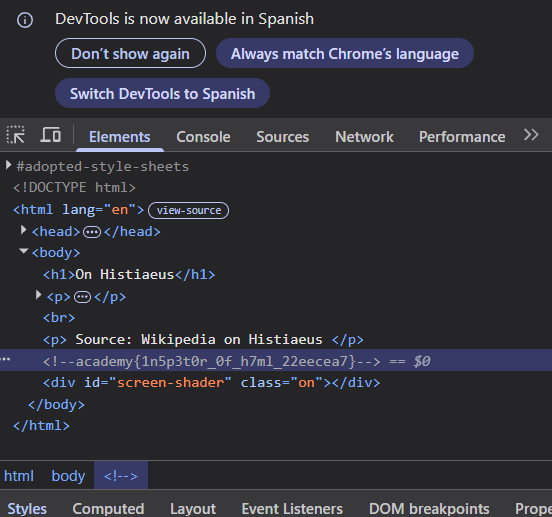 DevTools is now available in Spanish
Don't show again
Always match Chrome's language
Switch DevTools to Spanish
Elements Console Sources Network Performance
#adopted-style-sheets
<!DOCTYPE html>
<html lang="en"> view-source
<head> ··· </head>
<body>
<h1>On Histiaeus</h1>
<p> ··· </p>
<br>
<p> Source: Wikipedia on Histiaeus </p>
<!--academy{1n5p3t0r_0f_h7ml_22eecea7}--> == $0
<div id="screen-shader" class="on"></div>
</body>
</html>
html body <!-->
Styles Computed Layout Event Listeners DOM breakpoints Prope